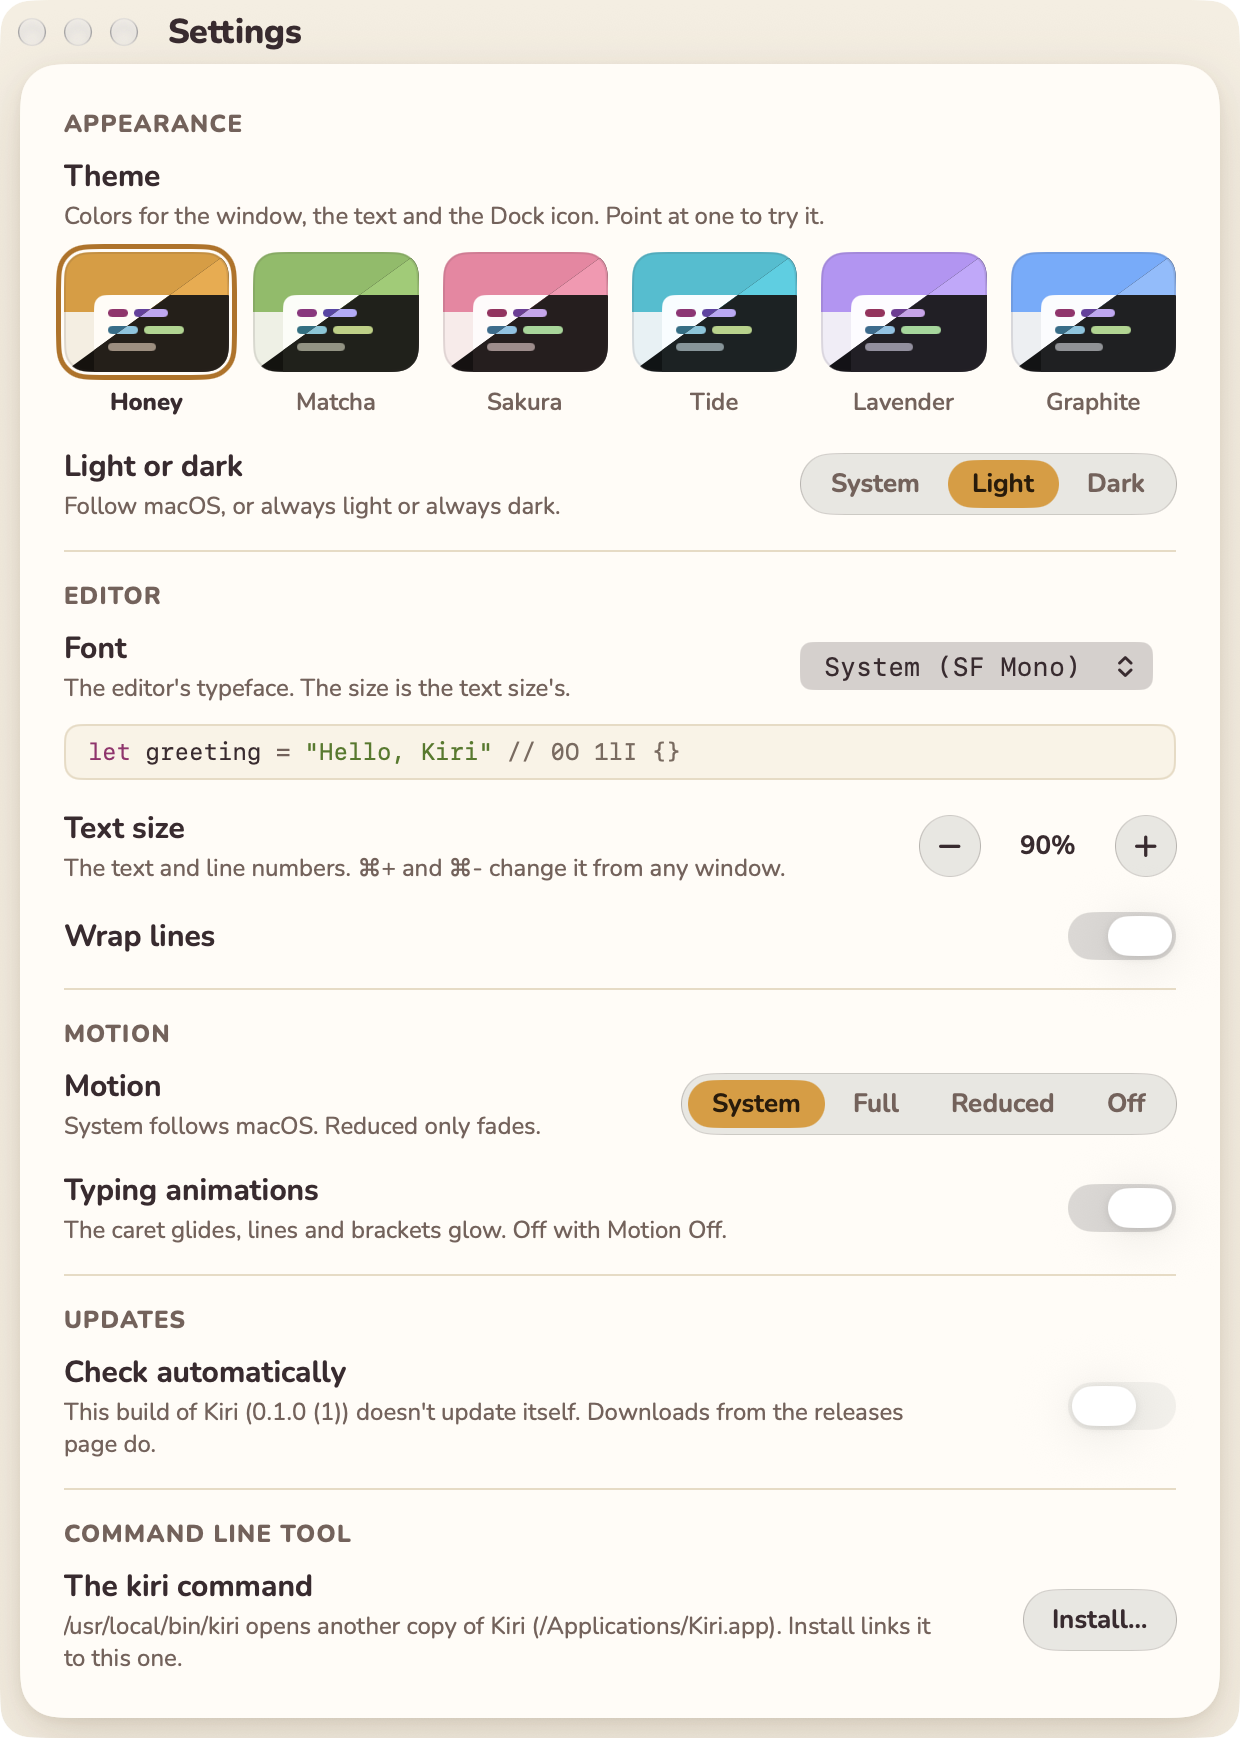 Settings
APPEARANCE
Theme
Colors for the window, the text and the Dock icon. Point at one to try it.
Honey Matcha Sakura Tide Lavender Graphite
Light or dark
Follow macOS, or always light or always dark.
System Light Dark
EDITOR
Font
The editor's typeface. The size is the text size's.
System (SF Mono)
let greeting = "Hello, Kiri" // 0O 1lI {}
Text size
The text and line numbers. ⌘+ and ⌘- change it from any window.
− 90% +
Wrap lines
MOTION
Motion
System follows macOS. Reduced only fades.
System Full Reduced Off
Typing animations
The caret glides, lines and brackets glow. Off with Motion Off.
UPDATES
Check automatically
This build of Kiri (0.1.0 (1)) doesn't update itself. Downloads from the releases
page do.
COMMAND LINE TOOL
The kiri command
/usr/local/bin/kiri opens another copy of Kiri (/Applications/Kiri.app). Install links it
to this one.
Install...